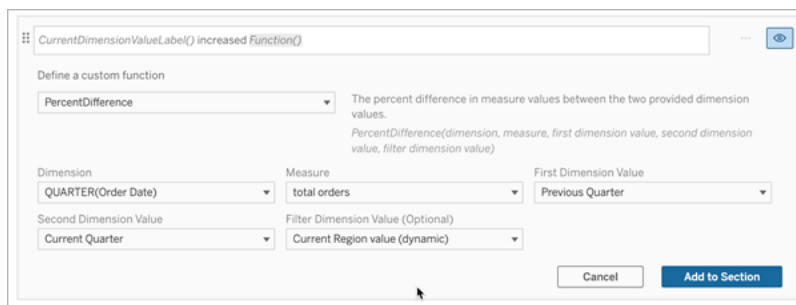 CurrentDimensionValueLabel() increased Function()
Define a custom function
PercentDifference
The percent difference in measure values between the two provided dimension
values.
PercentDifference(dimension, measure, first dimension value, second dimension
value, filter dimension value)
Dimension
Measure
First Dimension Value
QUARTER(Order Date)
total orders
Previous Quarter
Second Dimension Value
Filter Dimension Value (Optional)
Current Quarter
Current Region value (dynamic)
Cancel
Add to Section